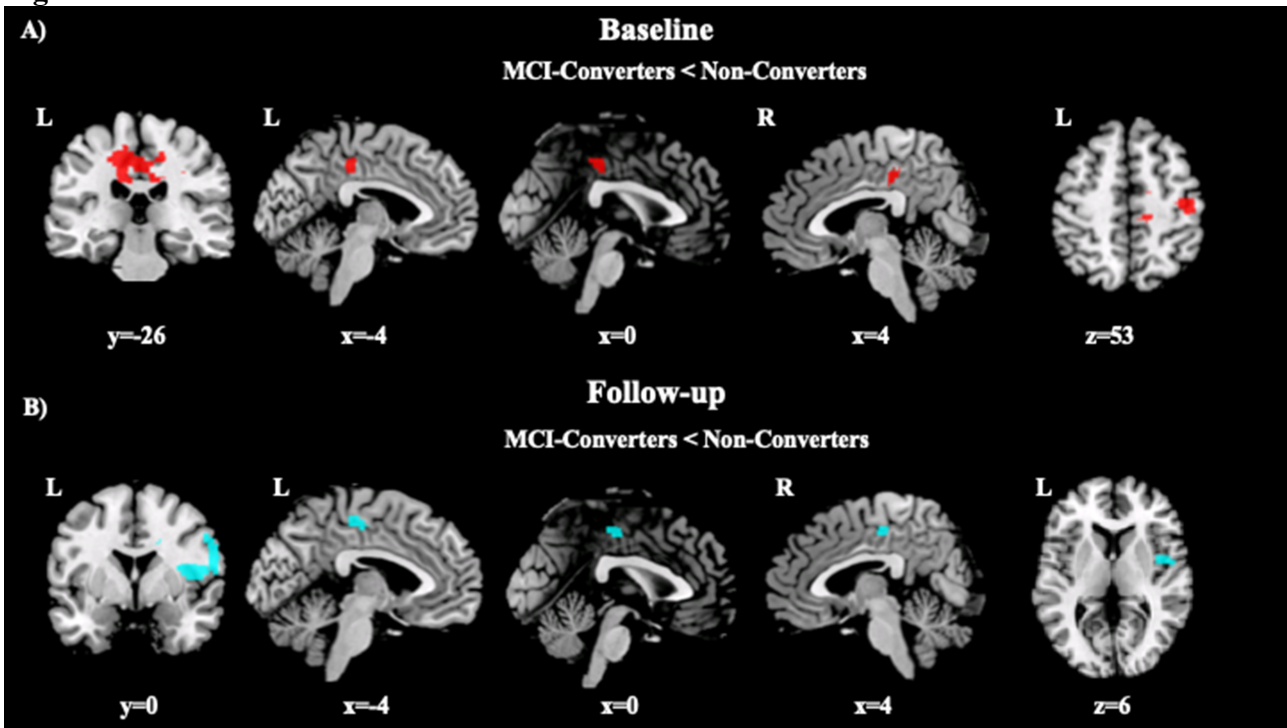 A)
Baseline
MCI-Converters < Non-Converters
L L R L
y=-26 x=-4 x=0 x=4 z=53
B)
Follow-up
MCI-Converters < Non-Converters
L L R L
y=0 x=-4 x=0 x=4 z=6